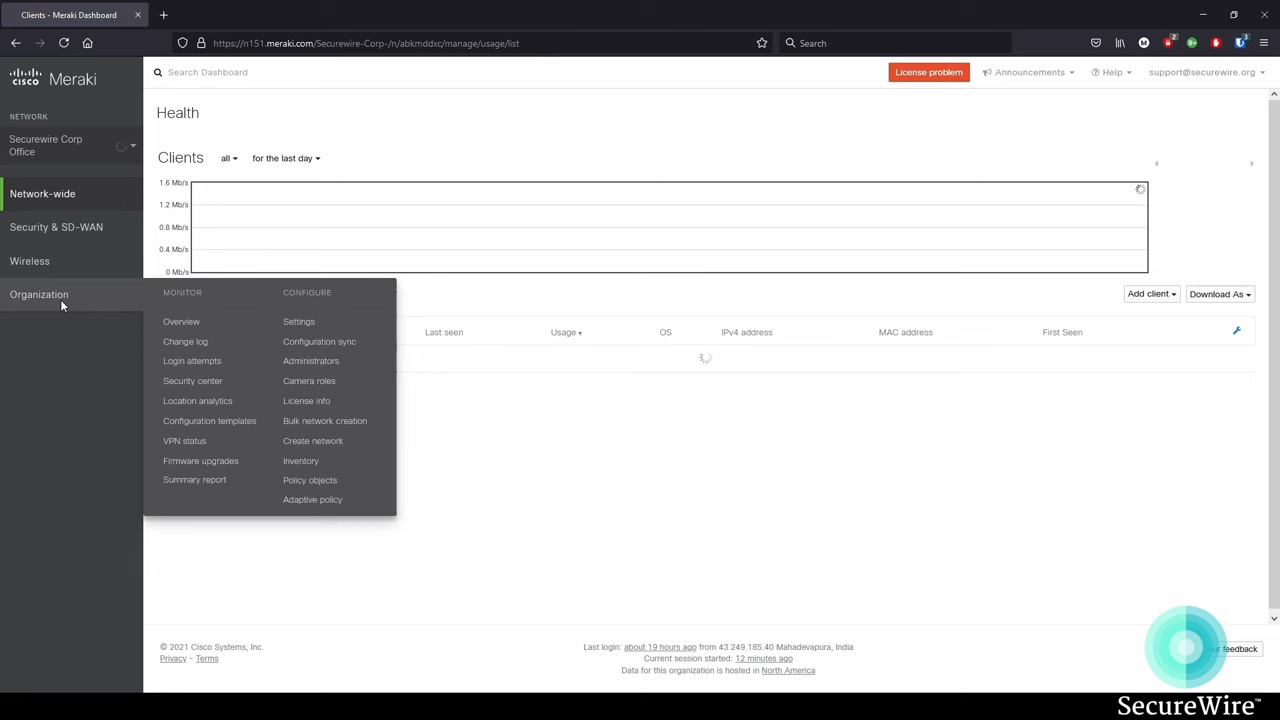 Clients - Meraki Dashboard
https://n151.meraki.com/Securewire-Corp-/n/abkmddxc/manage/usage/list
Search
2
3
CISCO Meraki
Search Dashboard
License problem
Announcements
Help
support@securewire.org
NETWORK
Securewire Corp
Office
Network-wide
Security & SD-WAN
Wireless
Organization
Health
Clients all for the last day
1.6 Mb/s
1.2 Mb/s
0.8 Mb/s
0.4 Mb/s
0 Mb/s
Add client
Download As
MONITOR
Overview
Change log
Login attempts
Security center
Location analytics
Configuration templates
VPN status
Firmware upgrades
Summary report
CONFIGURE
Settings
Configuration sync
Administrators
Camera roles
License info
Bulk network creation
Create network
Inventory
Policy objects
Adaptive policy
Last seen Usage OS IPv4 address MAC address First Seen
© 2021 Cisco Systems, Inc.
Privacy - Terms
Last login: about 19 hours ago from 43.249.185.40 Mahadevapura, India
Current session started: 12 minutes ago
Data for this organization is hosted in North America
feedback
SecureWire™